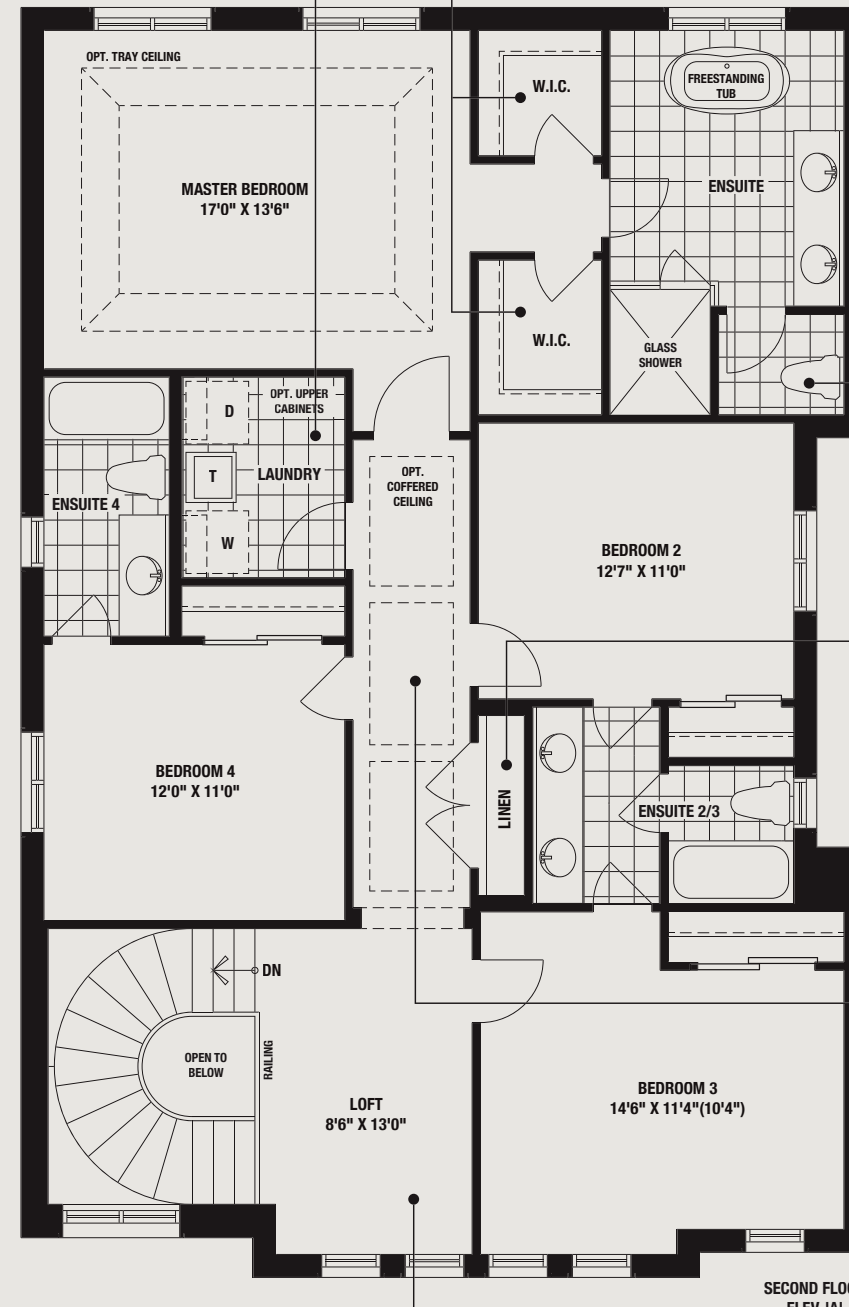 OPT. TRAY CEILING
MASTER BEDROOM
17'0" X 13'6"
W.I.C.
FREESTANDING
TUB
ENSUITE
W.I.C.
GLASS
SHOWER
D
OPT. UPPER
CABINETS
T
LAUNDRY
W
ENSUITE 4
OPT.
COFFERED
CEILING
BEDROOM 2
12'7" X 11'0"
BEDROOM 4
12'0" X 11'0"
LINEN
ENSUITE 2/3
DN
OPEN TO
BELOW
RAILING
LOFT
8'6" X 13'0"
BEDROOM 3
14'6" X 11'4"(10'4")
SECOND